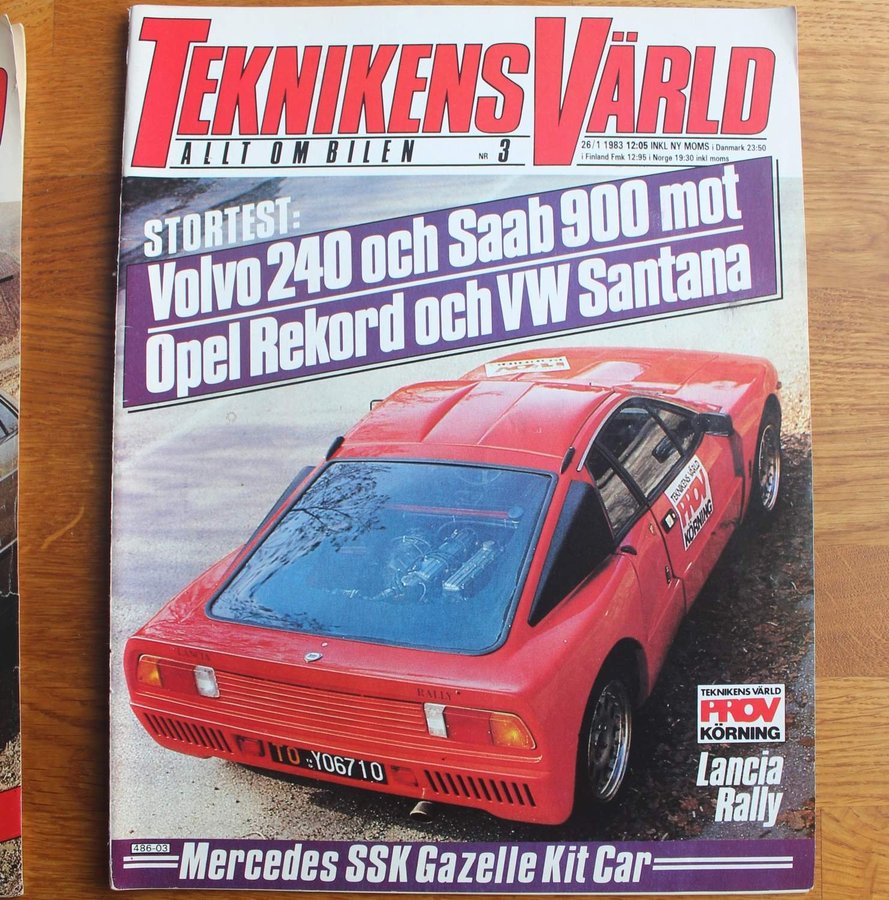 TEKNIKENS VÄRLD
ALLT OM BILEN NR 3
26/1 1983 12:05 INKL NY MOMS i Danmark 23:50
i Finland Fmk 12:95 i Norge 19:30 inkl moms
STORTEST:
Volvo 240 och Saab 900 mot
Opel Rekord och VW Santana
TEKNIKENS VÄRLD
PROV
KÖRNING
LANCIA
RALLY
TO Y06710
TEKNIKENS VÄRLD
PROV
KÖRNING
Lancia
Rally
486-03
Mercedes SSK Gazelle Kit Car